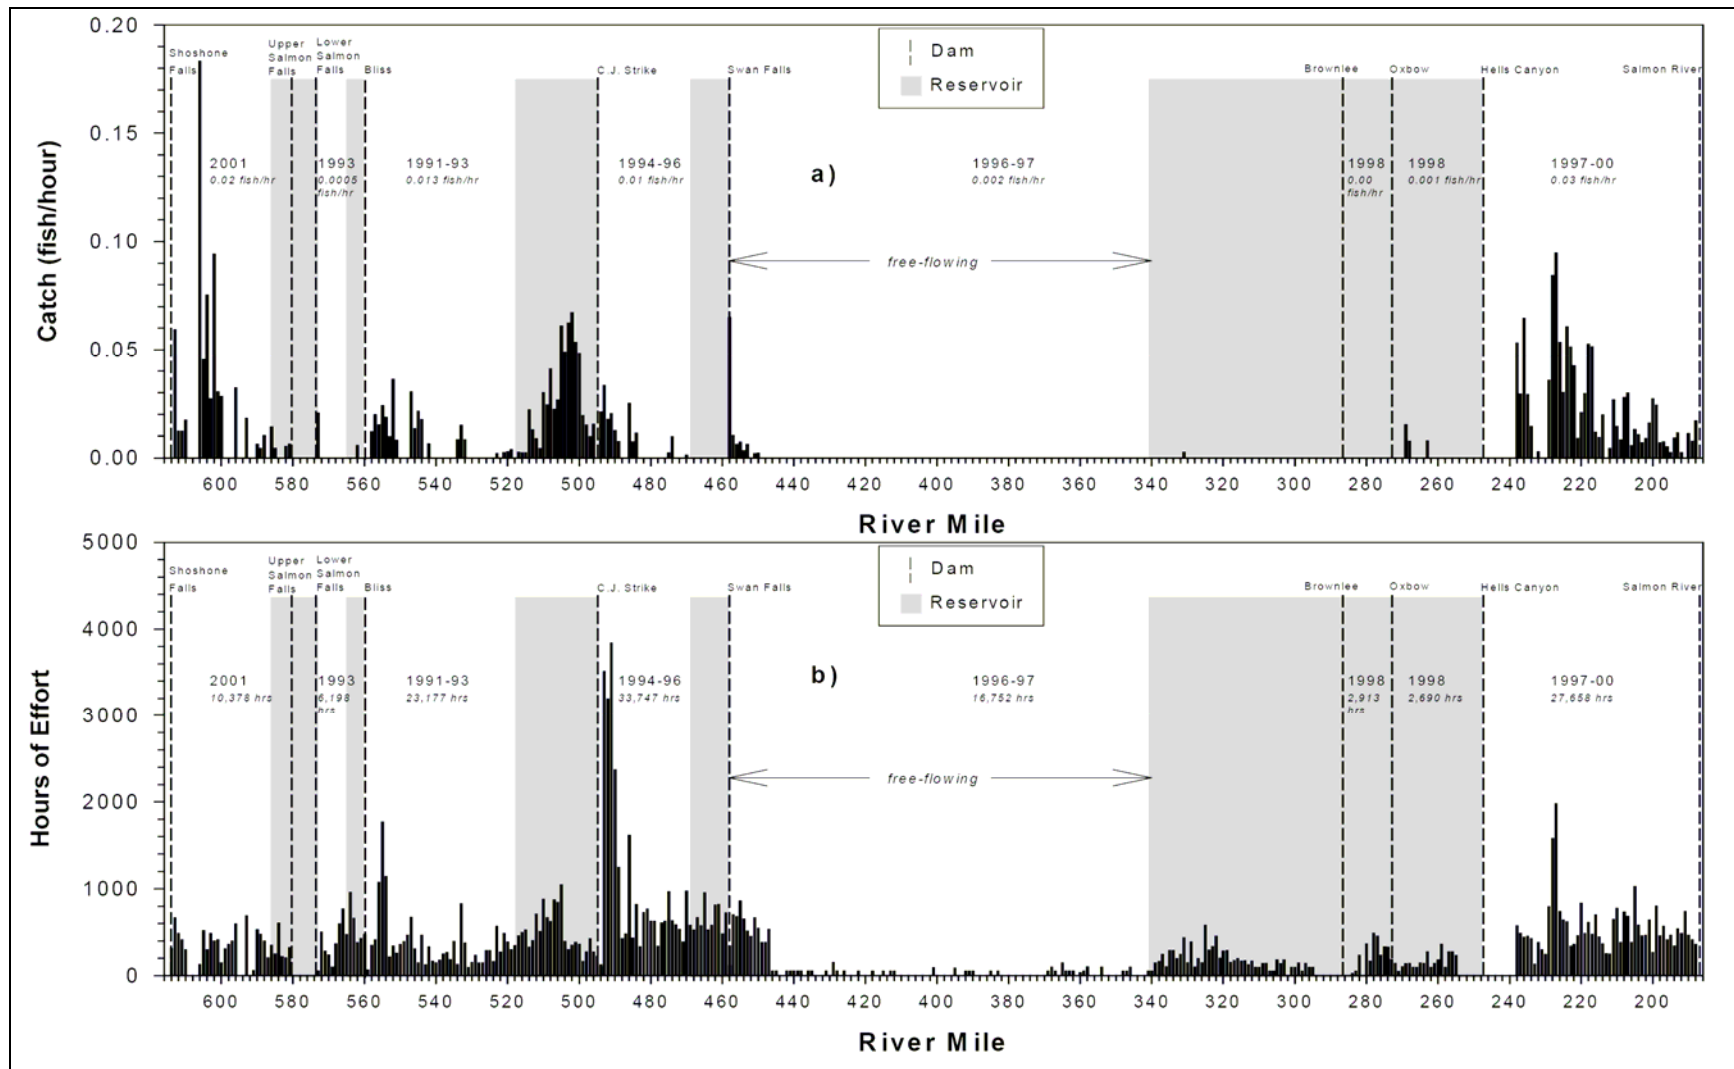 0.20
0.15
0.10
0.05
0.00
Catch (fish/hour)
Shoshone
Falls
Upper
Salmon
Falls
Lower
Salmon
Falls
Bliss
C.J. Strike
Swan Falls
Dam
Reservoir
Brownlee
Oxbow
Hells Canyon
Salmon River
2001
0.02 fish/hr
1993
0.0005
fish/hr
1991-93
0.013 fish/hr
1994-96
0.01 fish/hr
a)
1996-97
0.002 fish/hr
1998
0.00
fish/hr
1998
0.001 fish/hr
1997-00
0.03 fish/hr
free-flowing
600 580 560 540 520 500 480 460 440 420 400 380 360 340 320 300 280 260 240 220 200
River Mile
5000
4000
3000
2000
1000
0
Hours of Effort
Shoshone
Falls
Upper
Salmon
Falls
Lower
Salmon
Falls
Bliss
C.J. Strike
Swan Falls
Dam
Reservoir
Brownlee
Oxbow
Hells Canyon
Salmon River
2001
10,378 hrs
1993
6,198
hrs
1991-93
23,177 hrs
1994-96
33,747 hrs
b)
1996-97
16,752 hrs
1998
2,913
hrs
1998
2,690 hrs
1997-00
27,658 hrs
free-flowing
600 580 560 540 520 500 480 460 440 420 400 380 360 340 320 300 280 260 240 220 200
River Mile